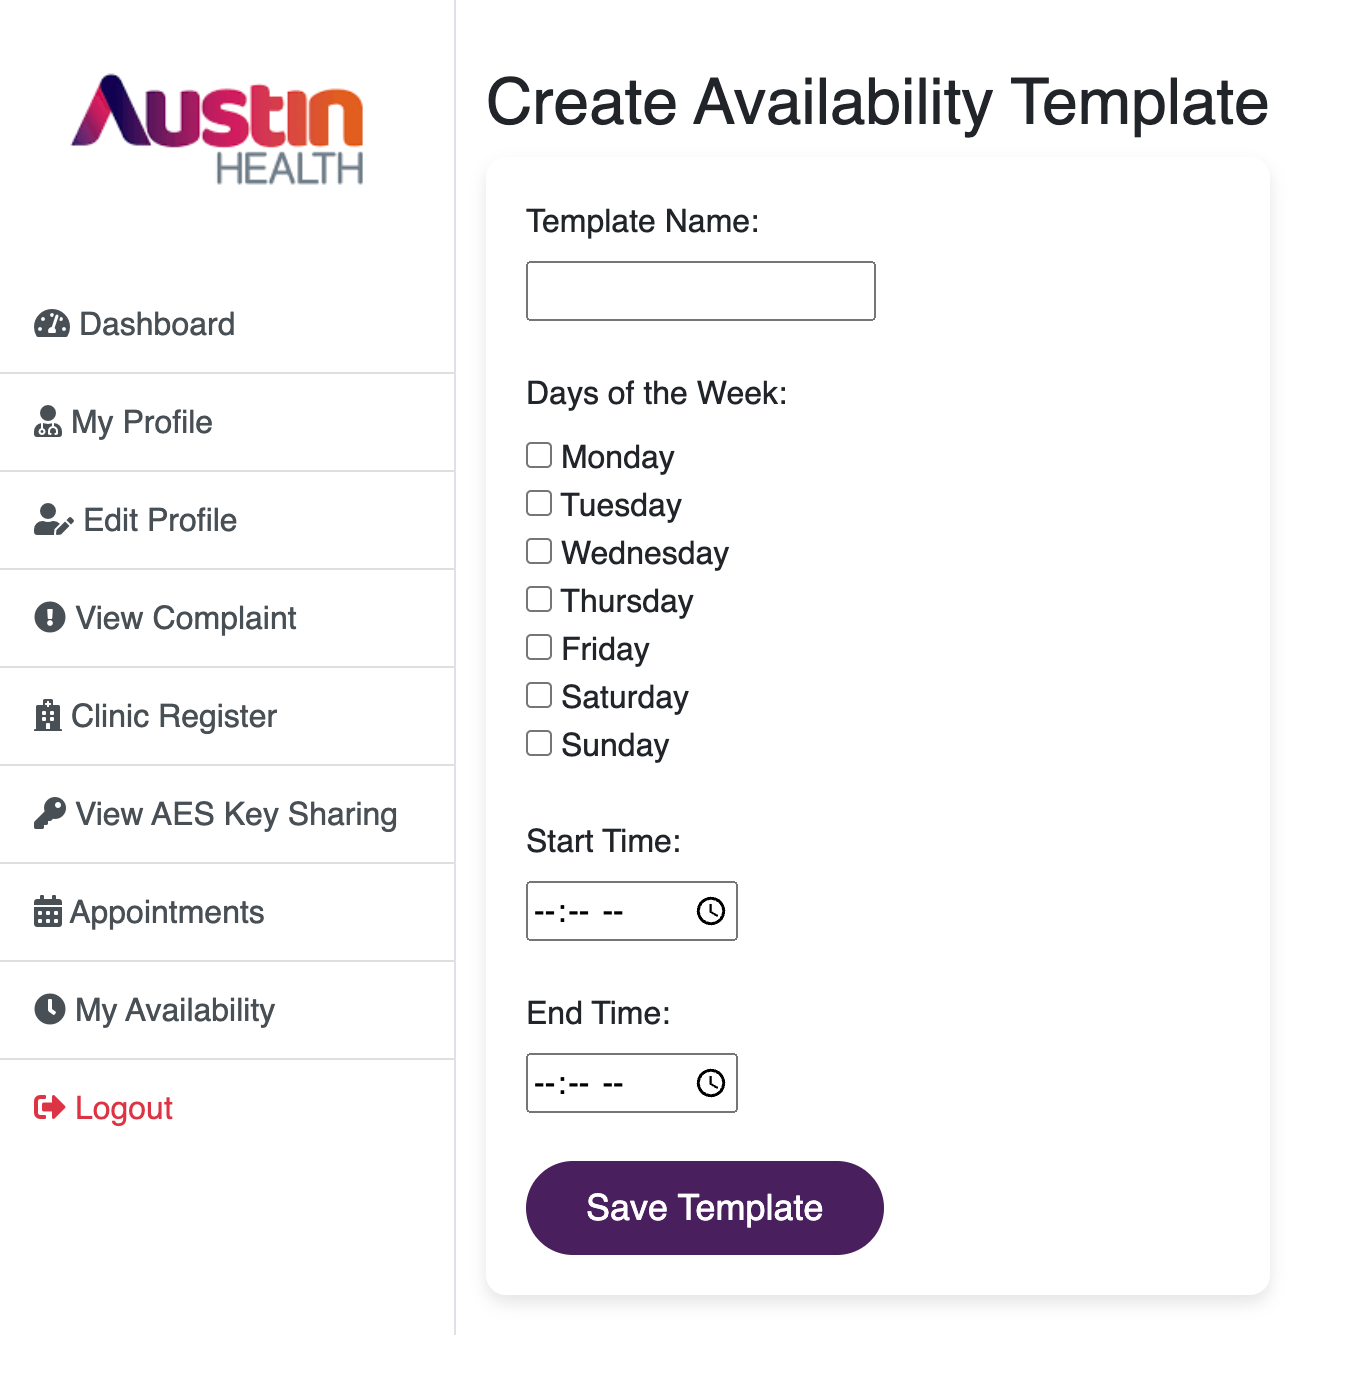 Austin
HEALTH
Dashboard
My Profile
Edit Profile
View Complaint
Clinic Register
View AES Key Sharing
Appointments
My Availability
Logout
Create Availability Template
Template Name:
Days of the Week:
Monday
Tuesday
Wednesday
Thursday
Friday
Saturday
Sunday
Start Time:
--:-- --
End Time:
--:-- --
Save Template